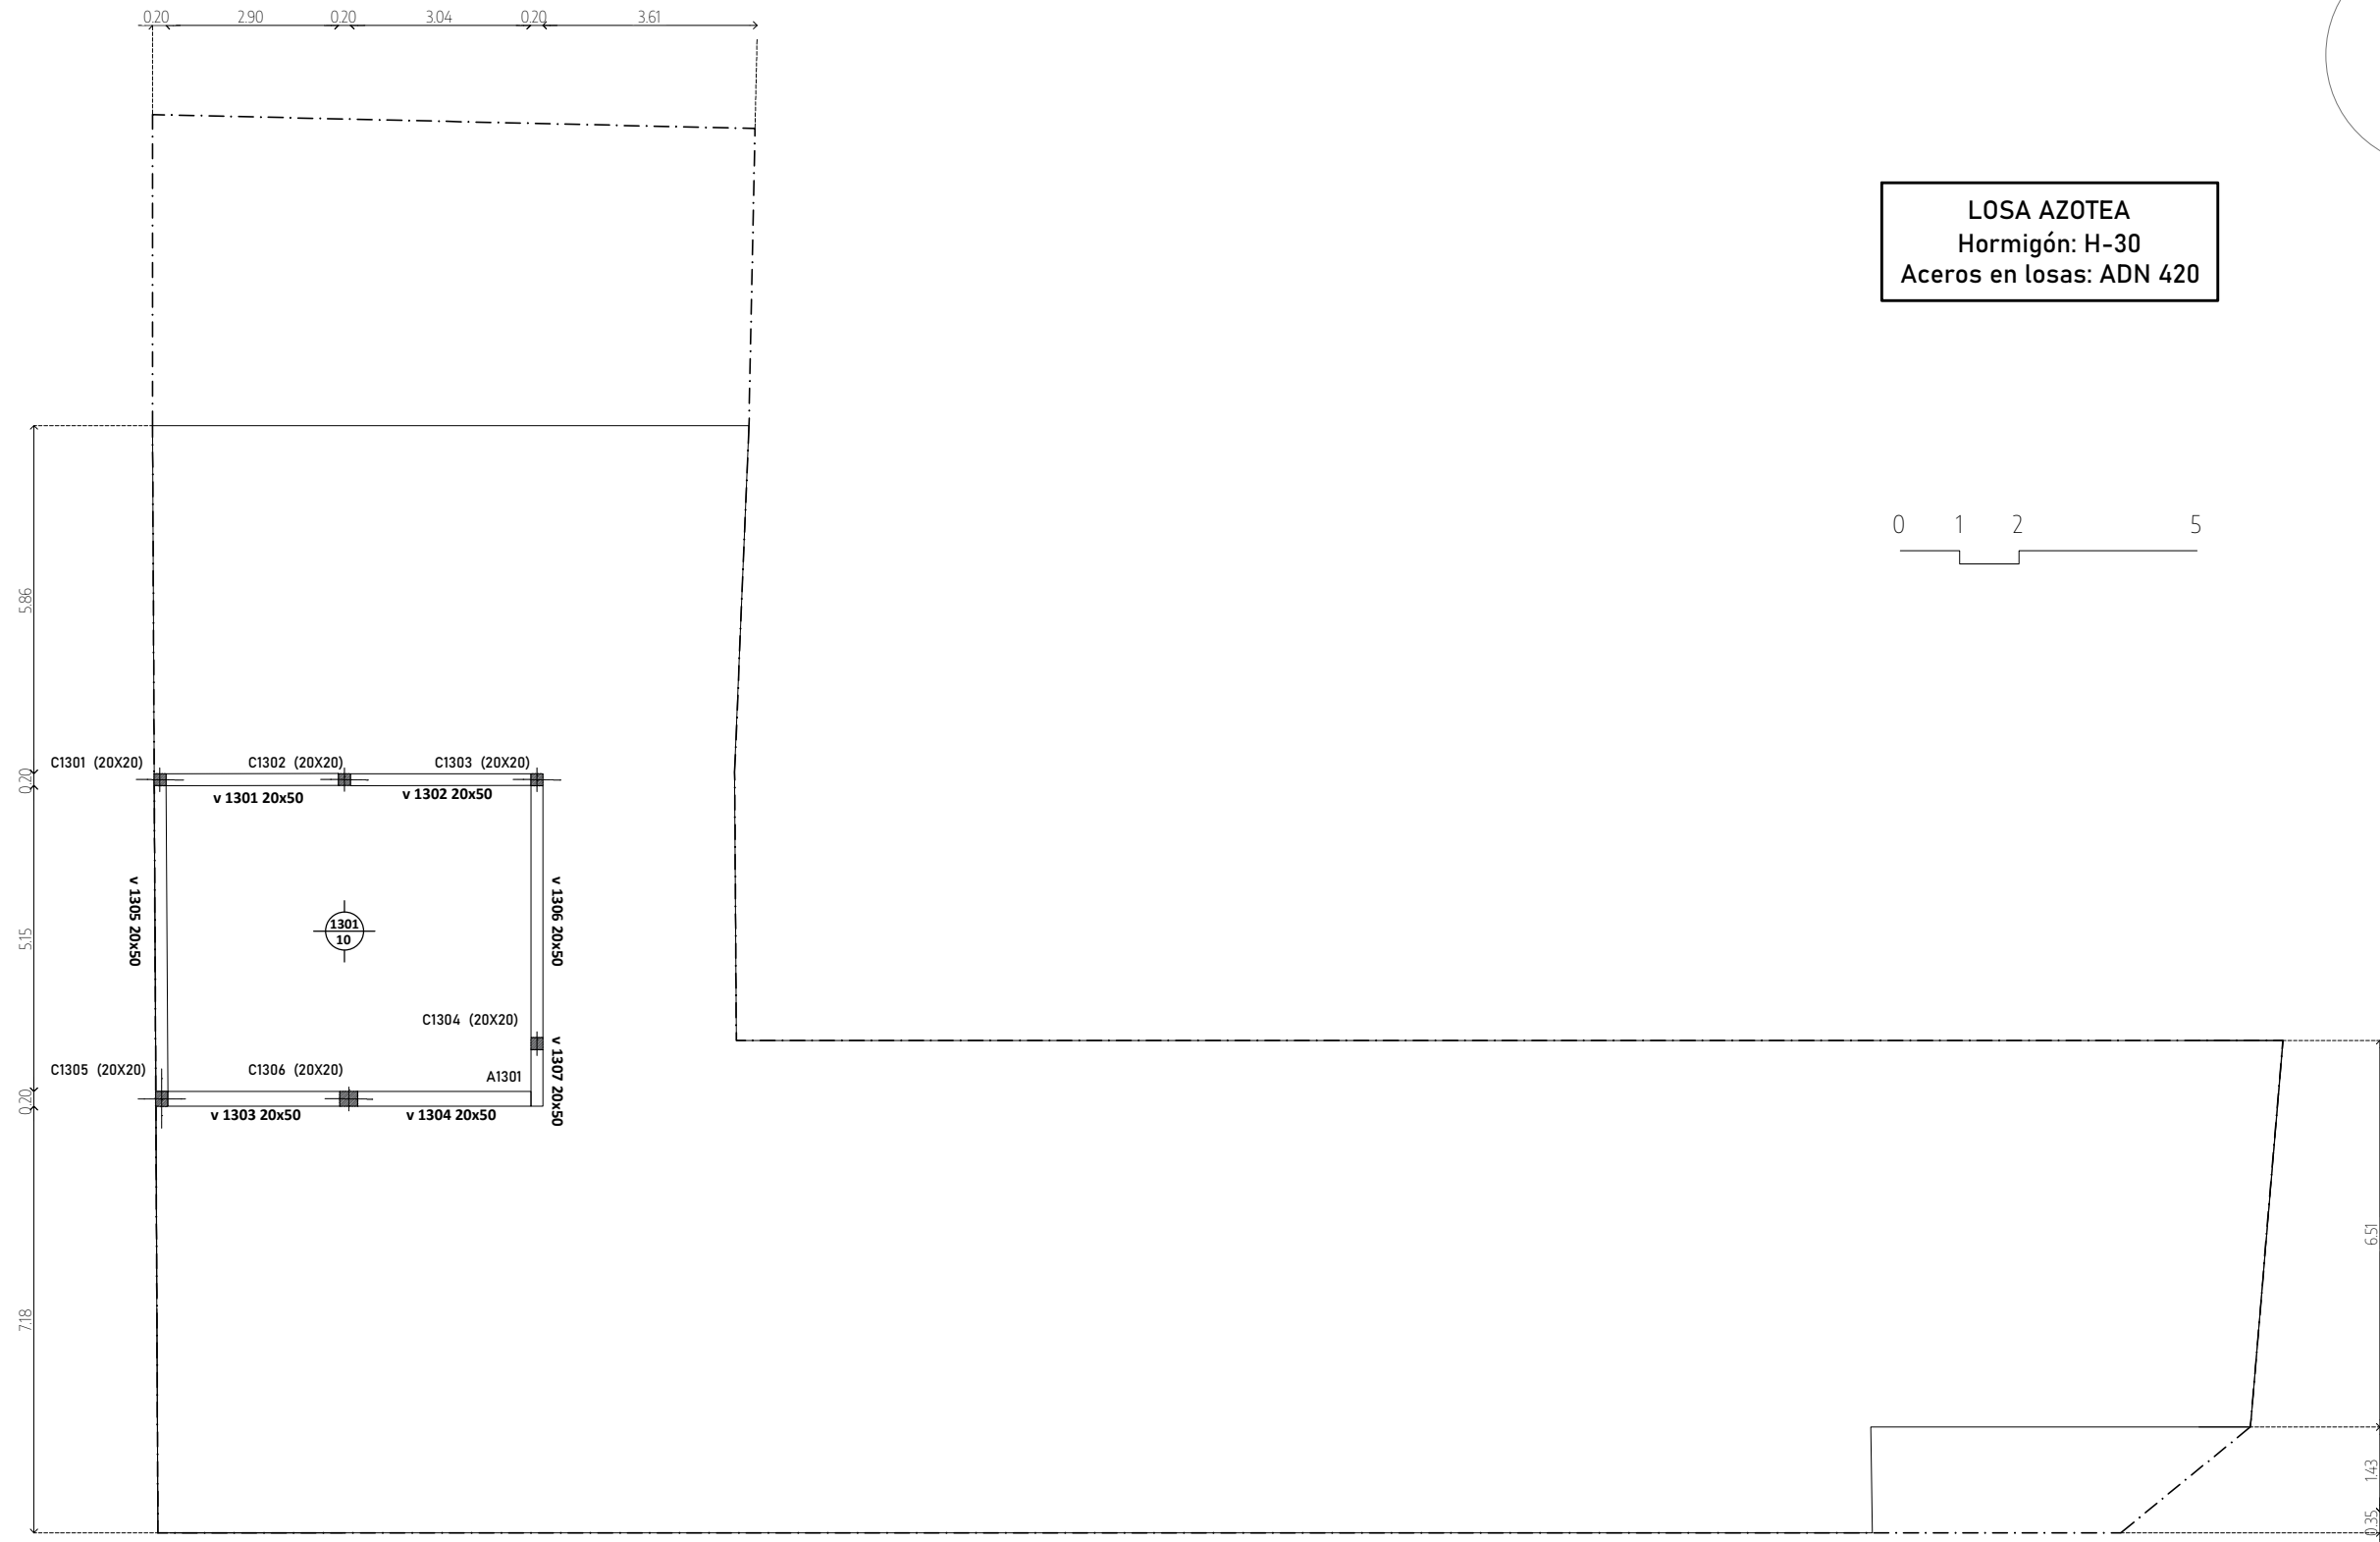 0.20 2.90 0.20 3.04 0.20 3.61
LOSA AZOTEA
Hormigón: H-30
Aceros en losas: ADN 420
0 1 2 5
5.86
0.20
5.15
0.20
7.18
C1301 (20X20)
C1302 (20X20)
C1303 (20X20)
v 1301 20x50
v 1302 20x50
v 1305 20x50
v 1306 20x50
1301
10
C1304 (20X20)
C1305 (20X20)
C1306 (20X20)
A1301
v 1307 20x50
v 1303 20x50
v 1304 20x50
6.51
1.43
0.35